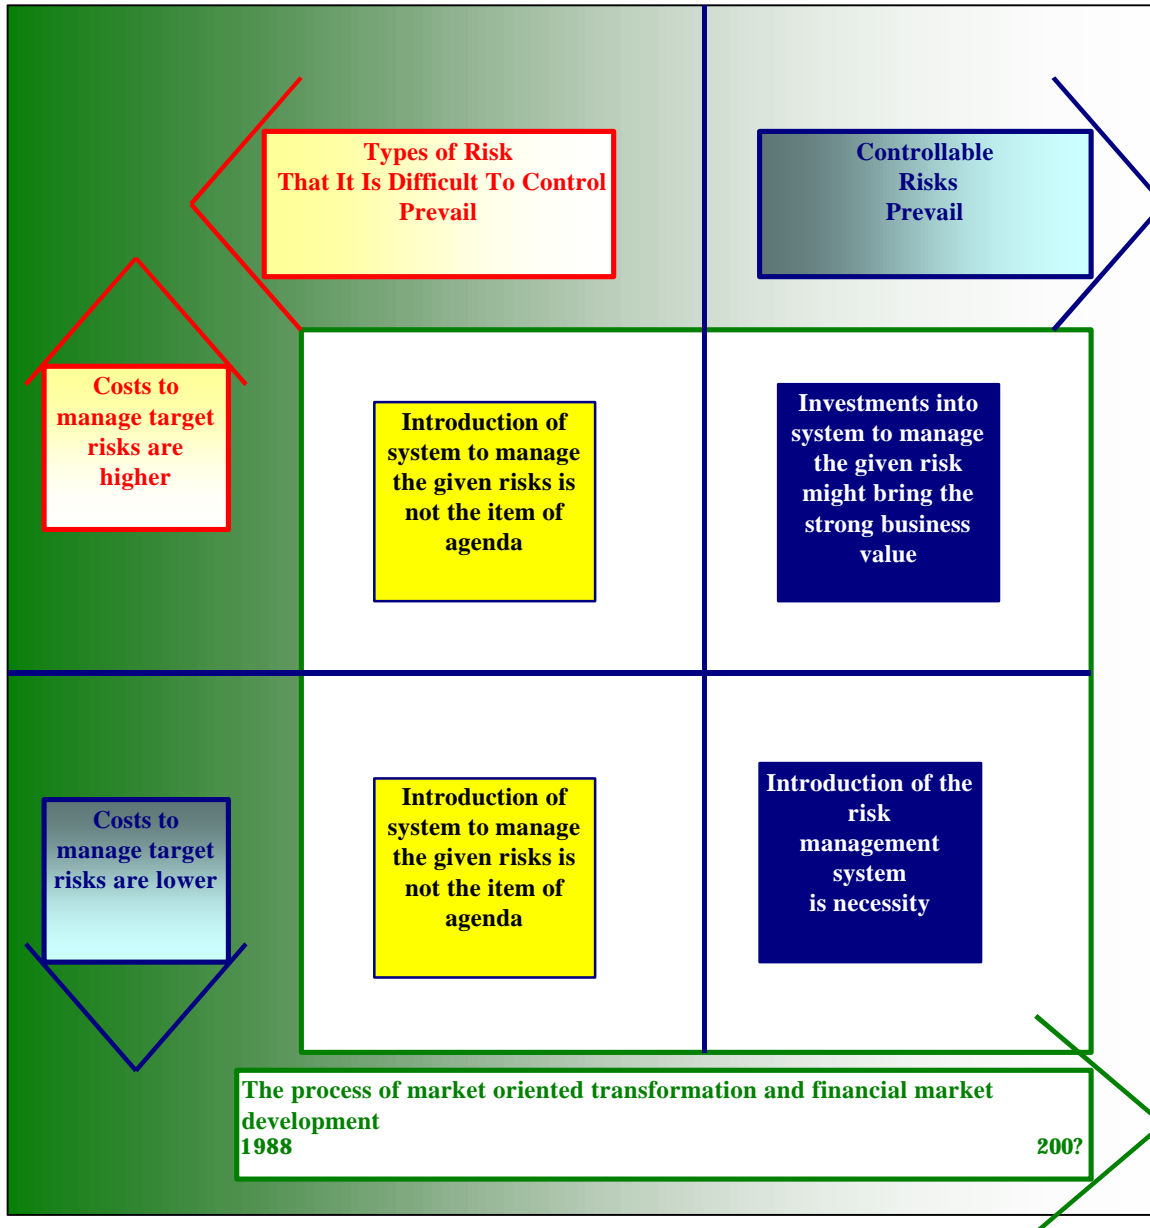 Types of Risk
That It Is Difficult To Control
Prevail
Controllable
Risks
Prevail
Costs to
manage target
risks are
higher
Introduction of
system to manage
the given risks is
not the item of
agenda
Investments into
system to manage
the given risk
might bring the
strong business
value
Costs to
manage target
risks are lower
Introduction of
system to manage
the given risks is
not the item of
agenda
Introduction of the
risk
management
system
is necessity
The process of market oriented transformation and financial market
development
1988 200?